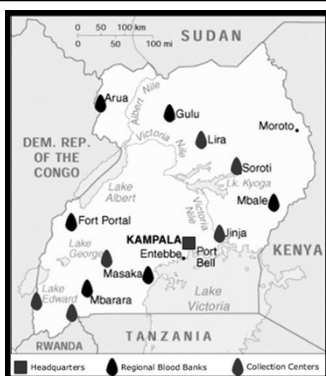 0 50 100 km
0 50 100 mi
SUDAN
Arua
Albert Nile
Gulu
Moroto
Lira
Victoria Nile
DEM. REP.
OF THE
CONGO
Soroti
Lk. Kyoga
Lake
Albert
Mbale
Victoria
Nile
Fort Portal
Jinja
KAMPALA
Lake
George
Entebbe
Port
Bell
KENYA
Masaka
Lake
Edward
Mbarara
Lake
Victoria
TANZANIA
RWANDA
Headquarters
Regional Blood Banks
Collection Centers